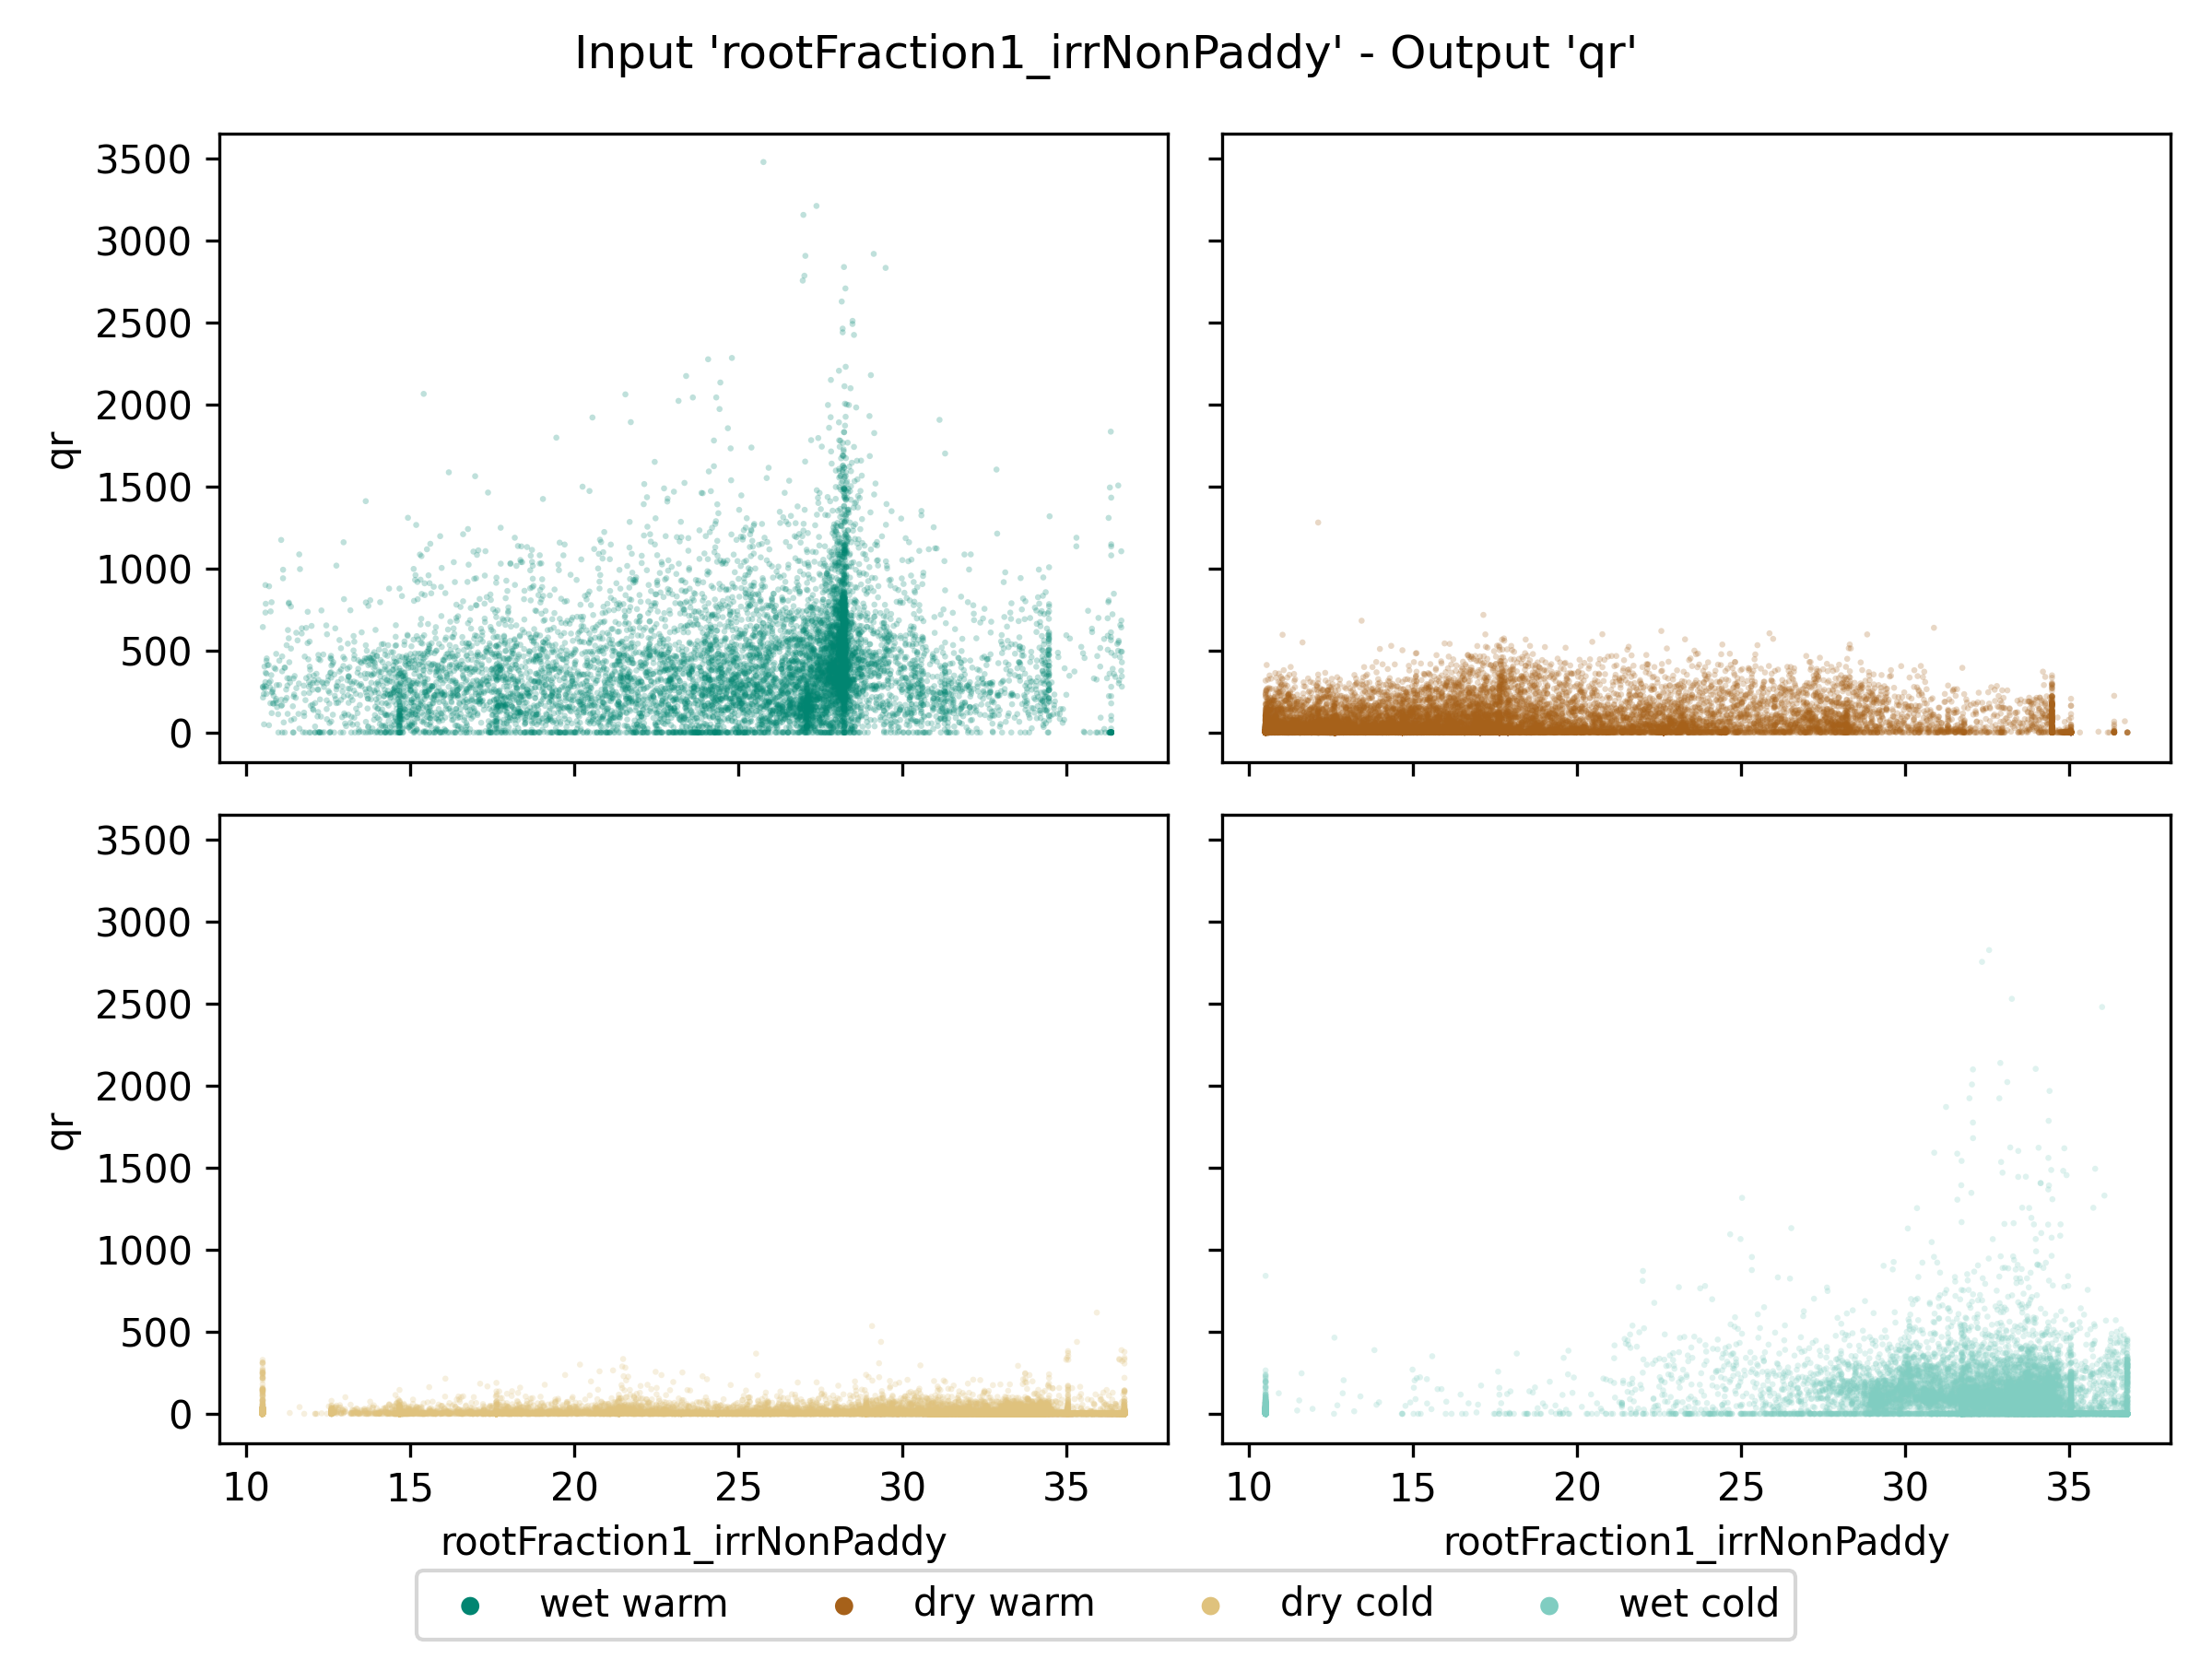 Input 'rootFraction1_irrNonPaddy' - Output 'qr'
3500
3000
2500
2000
1500
1000
500
0
qr
3500
3000
2500
2000
1500
1000
500
0
qr
10 15 20 25 30 35
10 15 20 25 30 35
rootFraction1_irrNonPaddy
rootFraction1_irrNonPaddy
wet warm dry warm dry cold wet cold